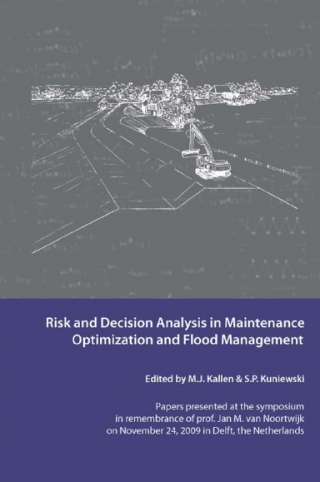 Risk and Decision Analysis in Maintenance
Optimization and Flood Management
Edited by M.J. Kallen & S.P. Kuniewski
Papers presented at the symposium
in remembrance of prof. Jan M. van Noortwijk
on November 24, 2009 in Delft, the Netherlands